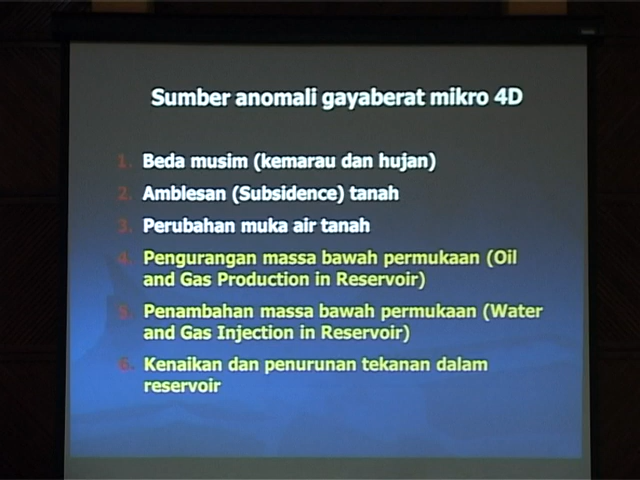 Sumber anomali gayaberat mikro 4D
1. Beda musim (kemarau dan hujan)
2. Amblesan (Subsidence) tanah
3. Perubahan muka air tanah
4. Pengurangan massa bawah permukaan (Oil
and Gas Production in Reservoir)
5. Penambahan massa bawah permukaan (Water
and Gas Injection in Reservoir)
6. Kenaikan dan penurunan tekanan dalam
reservoir